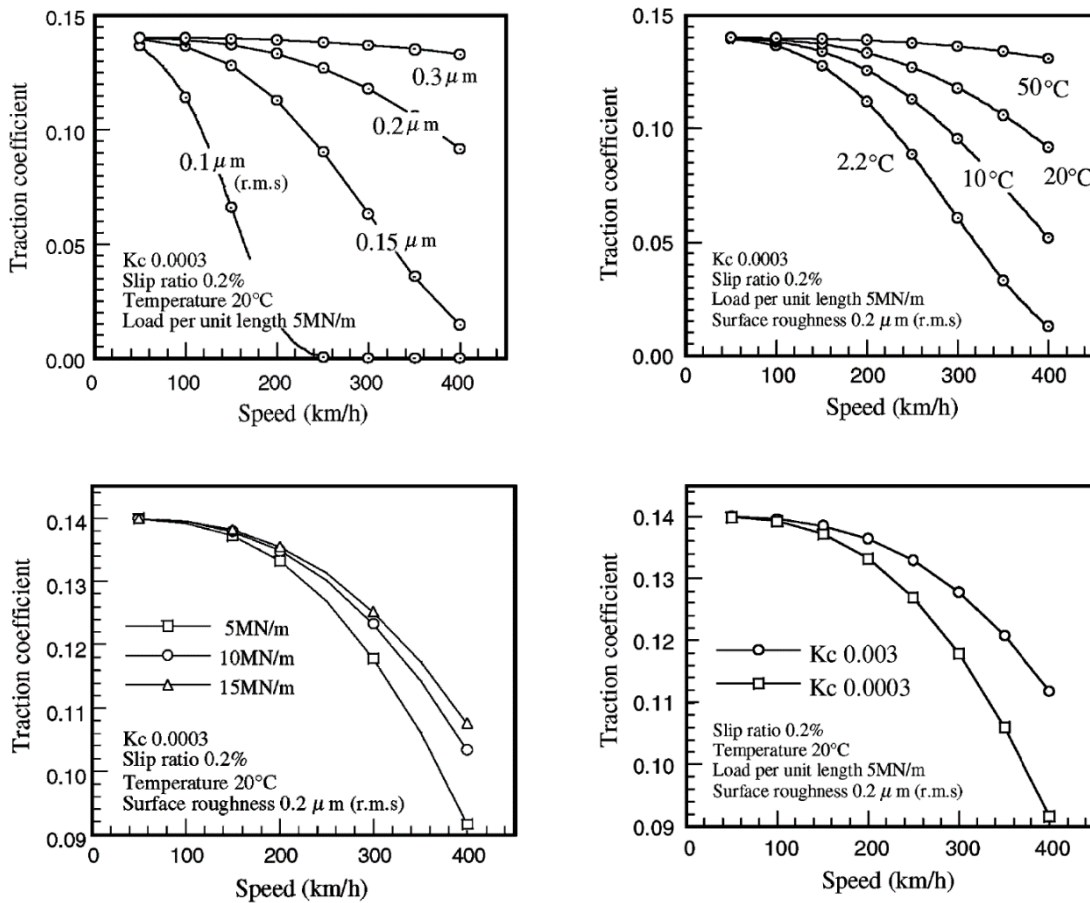 Traction coefficient
0.15
0.10
0.05
0.00
0.3 μm
0.2 μm
0.1 μm
(r.m.s)
0.15 μm
Kc 0.0003
Slip ratio 0.2%
Temperature 20°C
Load per unit length 5MN/m
0 100 200 300 400
Speed (km/h)
Traction coefficient
0.15
0.10
0.05
0.00
50°C
2.2°C
10°C
20°C
Kc 0.0003
Slip ratio 0.2%
Load per unit length 5MN/m
Surface roughness 0.2 μm (r.m.s)
0 100 200 300 400
Speed (km/h)
Traction coefficient
0.14
0.13
0.12
0.11
0.10
0.09
5MN/m
10MN/m
15MN/m
Kc 0.0003
Slip ratio 0.2%
Temperature 20°C
Surface roughness 0.2 μm (r.m.s)
0 100 200 300 400
Speed (km/h)
Traction coefficient
0.14
0.13
0.12
0.11
0.10
0.09
Kc 0.003
Kc 0.0003
Slip ratio 0.2%
Temperature 20°C
Load per unit length 5MN/m
Surface roughness 0.2 μm (r.m.s)
0 100 200 300 400
Speed (km/h)